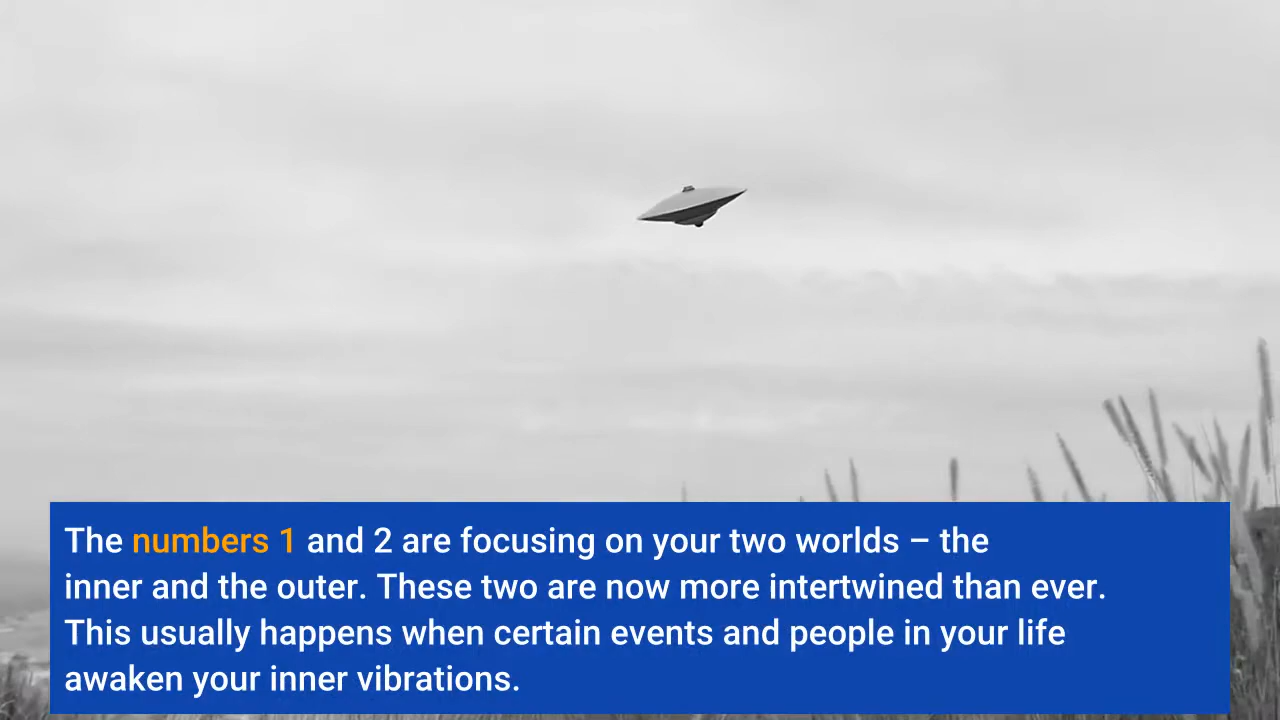 The numbers 1 and 2 are focusing on your two worlds – the
inner and the outer. These two are now more intertwined than ever.
This usually happens when certain events and people in your life
awaken your inner vibrations.